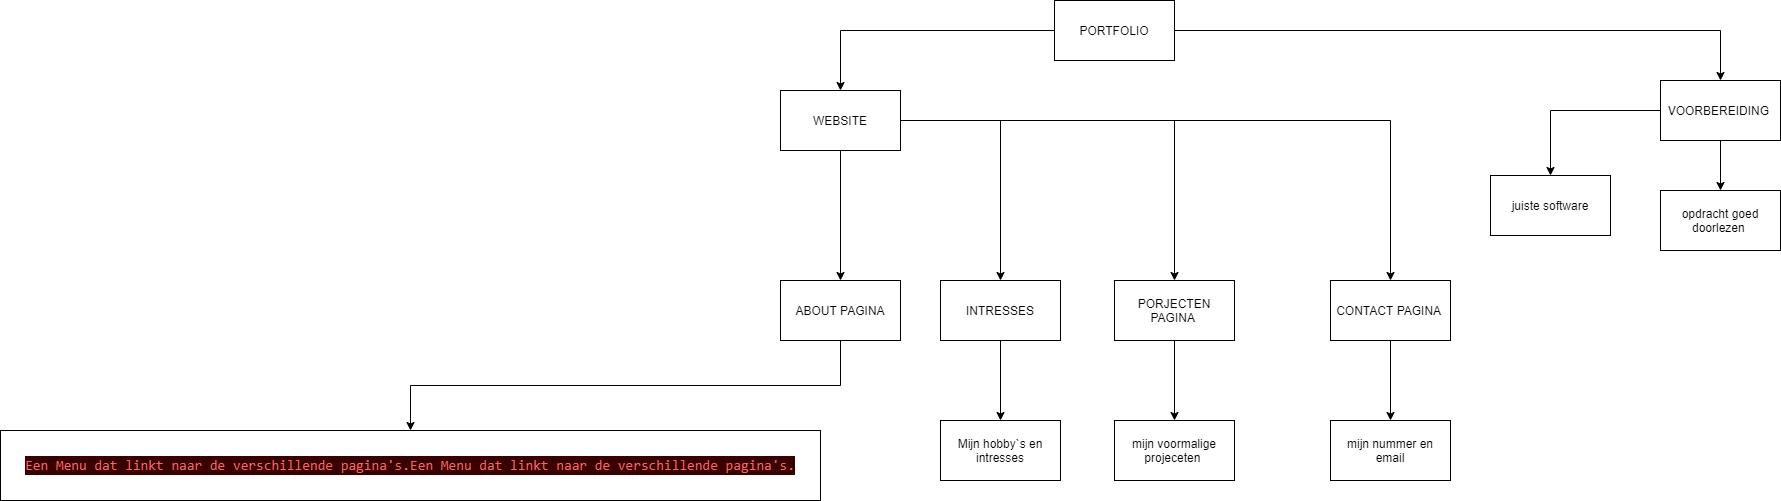 PORTFOLIO
WEBSITE
VOORBEREIDING
juiste software
opdracht goed
doorlezen
ABOUT PAGINA
INTRESSES
PORJECTEN
PAGINA
CONTACT PAGINA
Een Menu dat linkt naar de verschillende pagina's.Een Menu dat linkt naar de verschillende pagina's.
Mijn hobby`s en
intresses
mijn voormalige
projeceten
mijn nummer en
email